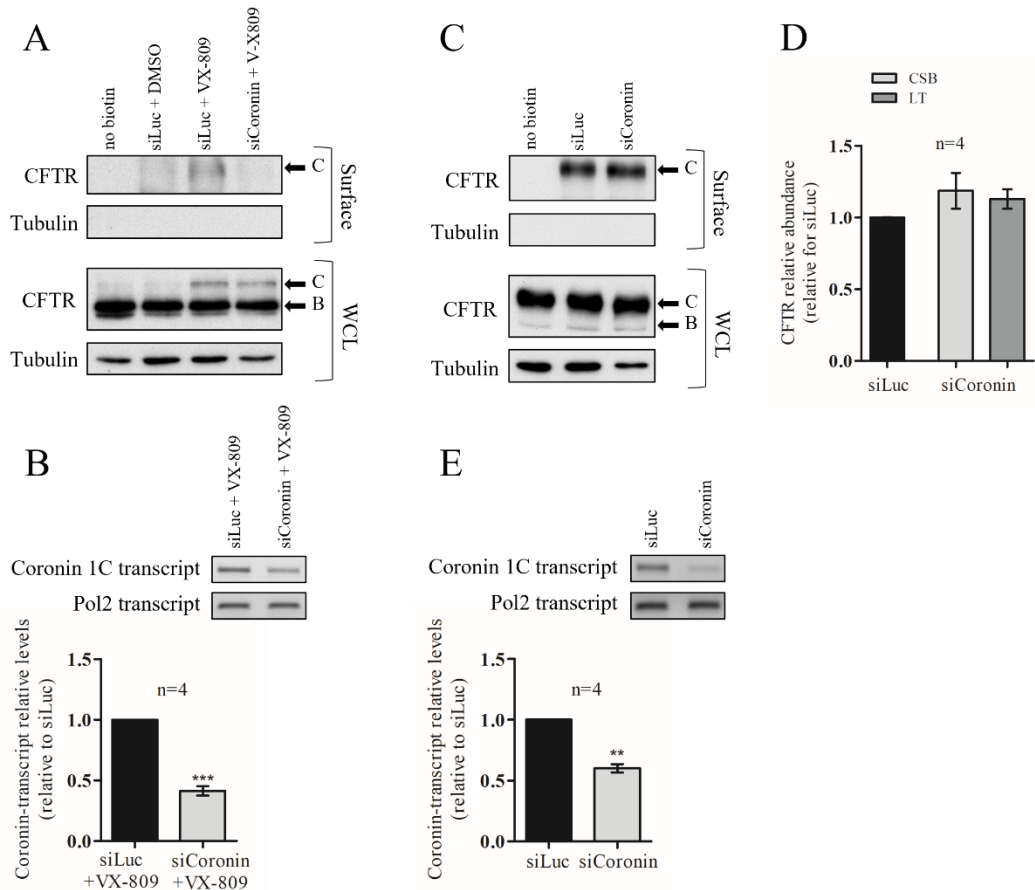 A
no biotin
siLuc + DMSO
siLuc + VX-809
siCoronin + V-X809
CFTR
C
Tubulin
Surface
CFTR
C
B
Tubulin
WCL
C
no biotin
siLuc
siCoronin
CFTR
C
Tubulin
Surface
CFTR
C
B
Tubulin
WCL
D
CSB
LT
n=4
CFTR relative abundance
(relative for siLuc)
1.5
1.0
0.5
0.0
siLuc
siCoronin
B
siLuc + VX-809
siCoronin + VX-809
Coronin 1C transcript
Pol2 transcript
Coronin-transcript relative levels
(relative to siLuc)
1.5
1.0
0.5
0.0
n=4
***
siLuc
+VX-809
siCoronin
+VX-809
E
siLuc
siCoronin
Coronin 1C transcript
Pol2 transcript
Coronin-transcript relative levels
(relative to siLuc)
1.5
1.0
0.5
0.0
n=4
**
siLuc
siCoronin